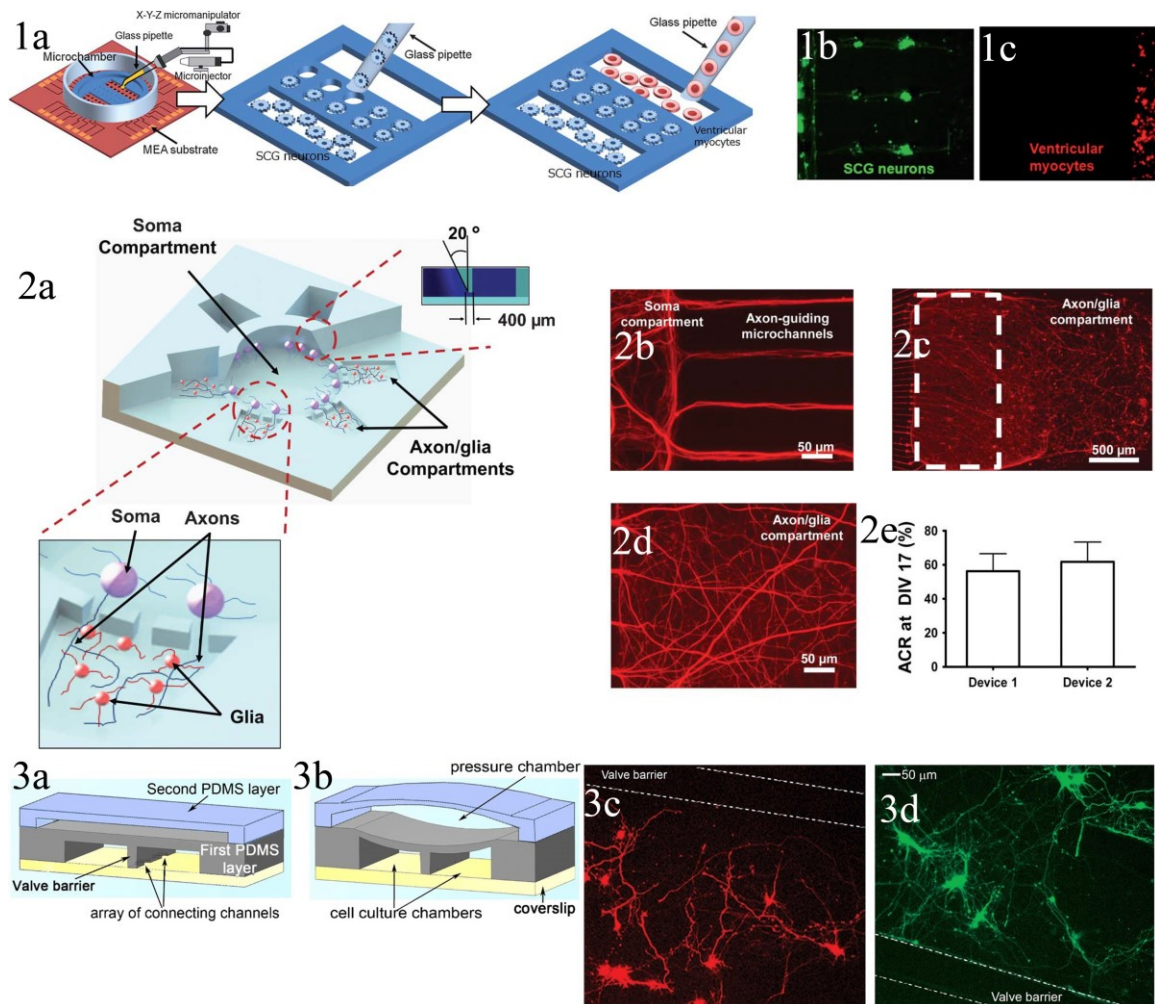 1a
X-Y-Z micromanipulator
Glass pipette
Microchamber
Microinjector
MEA substrate
Glass pipette
SCG neurons
SCG neurons
Glass pipette
Ventricular
myocytes
SCG neurons
1b
SCG neurons
1c
Ventricular
myocytes
2a
Soma
Compartment
20 °
400 µm
Axon/glia
Compartments
Soma
Axons
Glia
2b
Soma
compartment
Axon-guiding
microchannels
50 µm
2c
Axon/glia
compartment
500 µm
2d
Axon/glia
compartment
50 µm
2e
ACR at DIV 17 (%)
80
60
40
20
0
Device 1
Device 2
3a
Second PDMS layer
First PDMS
layer
Valve barrier
array of connecting channels
3b
pressure chamber
cell culture chambers
coverslip
3c
Valve barrier
3d
50 µm
Valve barrier